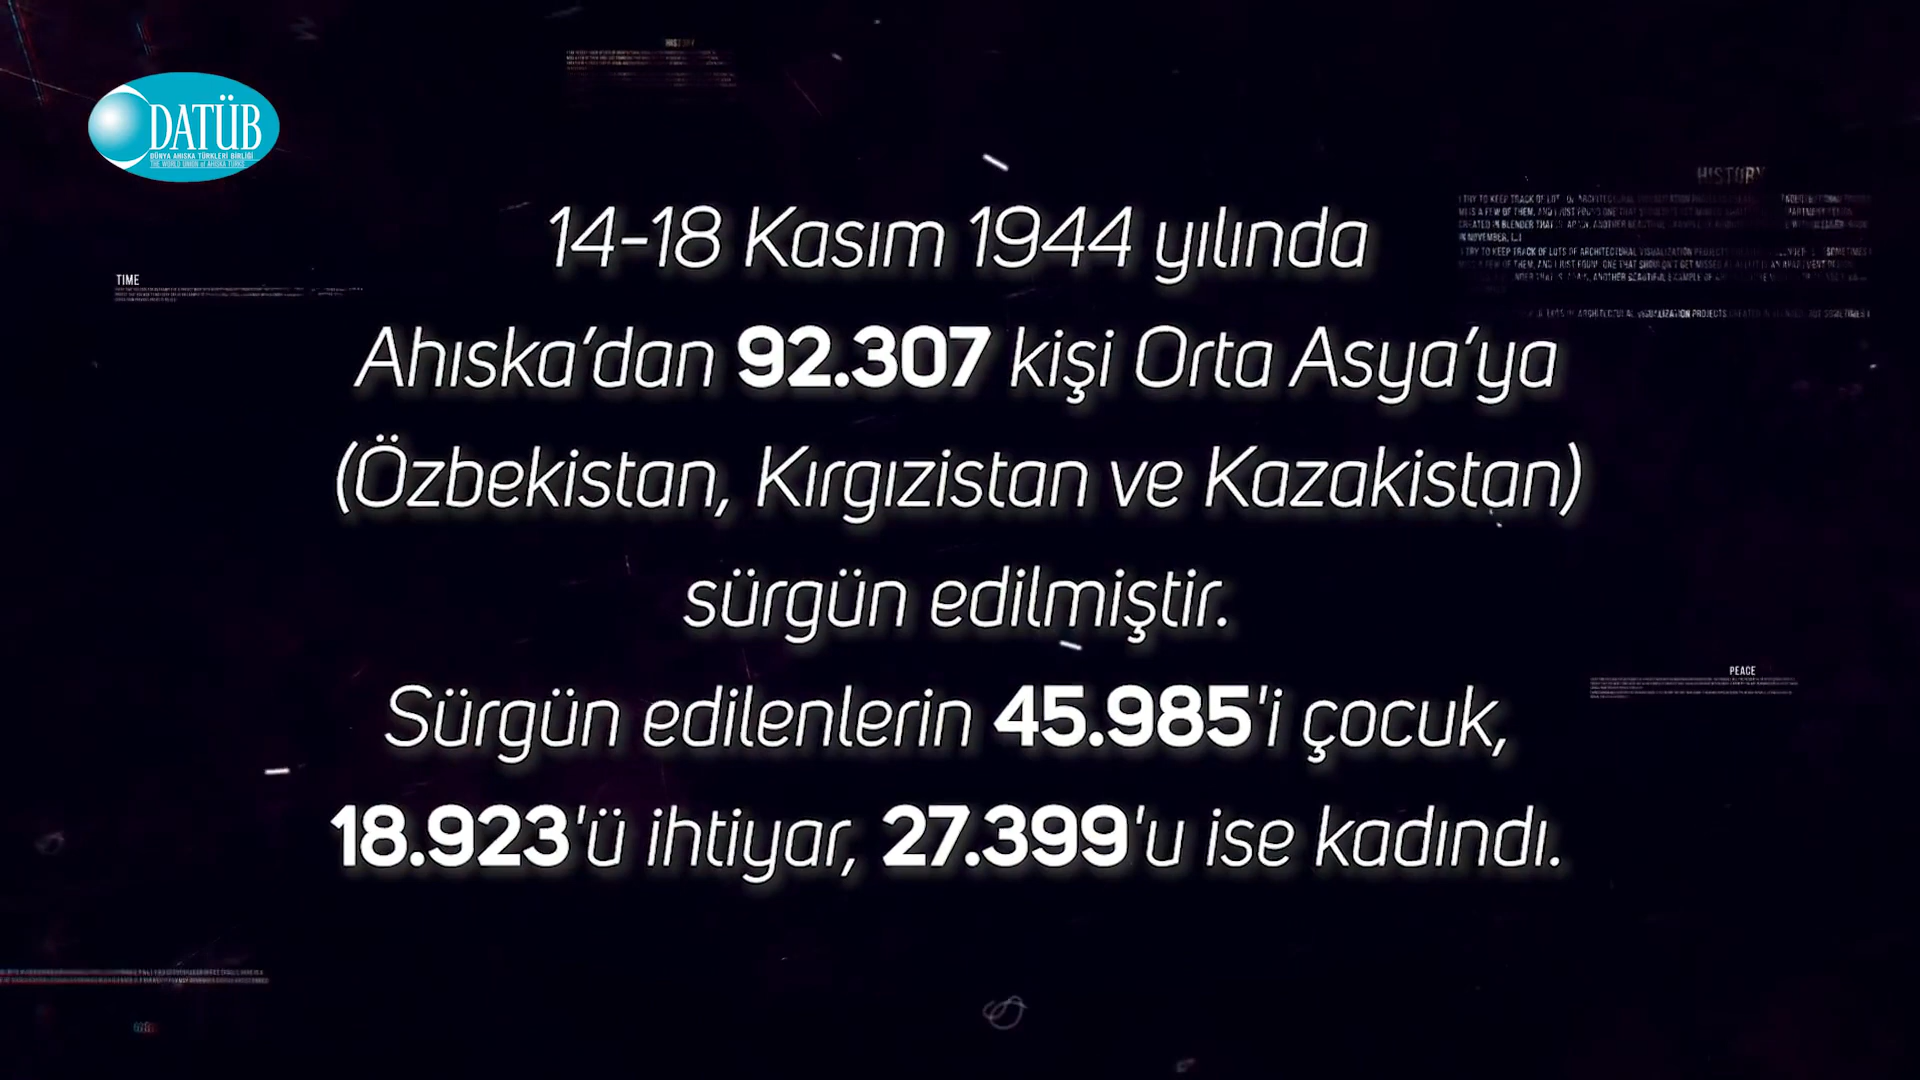 DATÜB
DÜNYA AHISKA TÜRKLERİ BİRLİĞİ
THE WORLD UNION of AHISKA TURKS
HISTORY
HISTORY
TIME
14-18 Kasım 1944 yılında
Ahıska’dan 92.307 kişi Orta Asya’ya
(Özbekistan, Kırgızistan ve Kazakistan)
sürgün edilmiştir.
PEACE
Sürgün edilenlerin 45.985'i çocuk,
18.923'ü ihtiyar, 27.399'u ise kadındı.